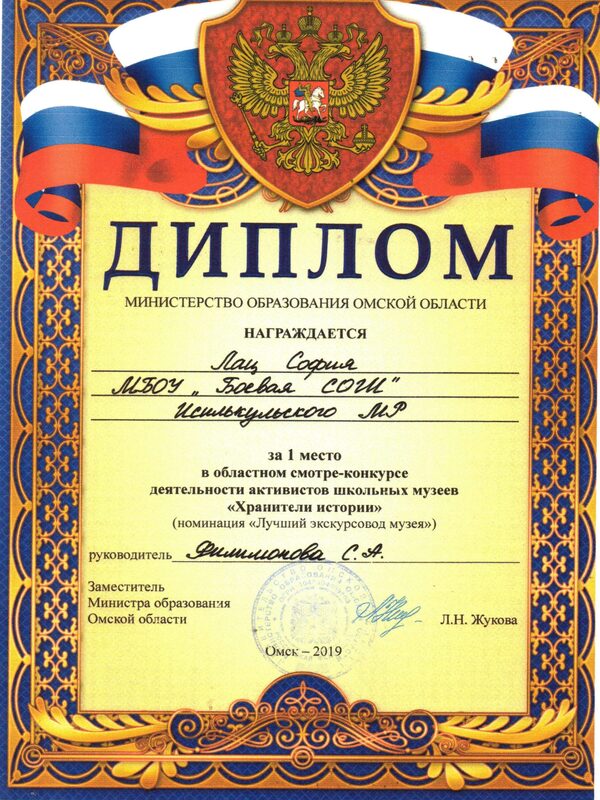 ДИПЛОМ
МИНИСТЕРСТВО ОБРАЗОВАНИЯ ОМСКОЙ ОБЛАСТИ
НАГРАЖДАЕТСЯ
Лац София
МБОУ „Боевая СОШ"
Исилькульского МР
за 1 место
в областном смотре-конкурсе
деятельности активистов школьных музеев
«Хранители истории»
(номинация «Лучший экскурсовод музея»)
руководитель Филимонова С.А.
Заместитель
Министра образования
Омской области
Л.Н. Жукова
Омск – 2019